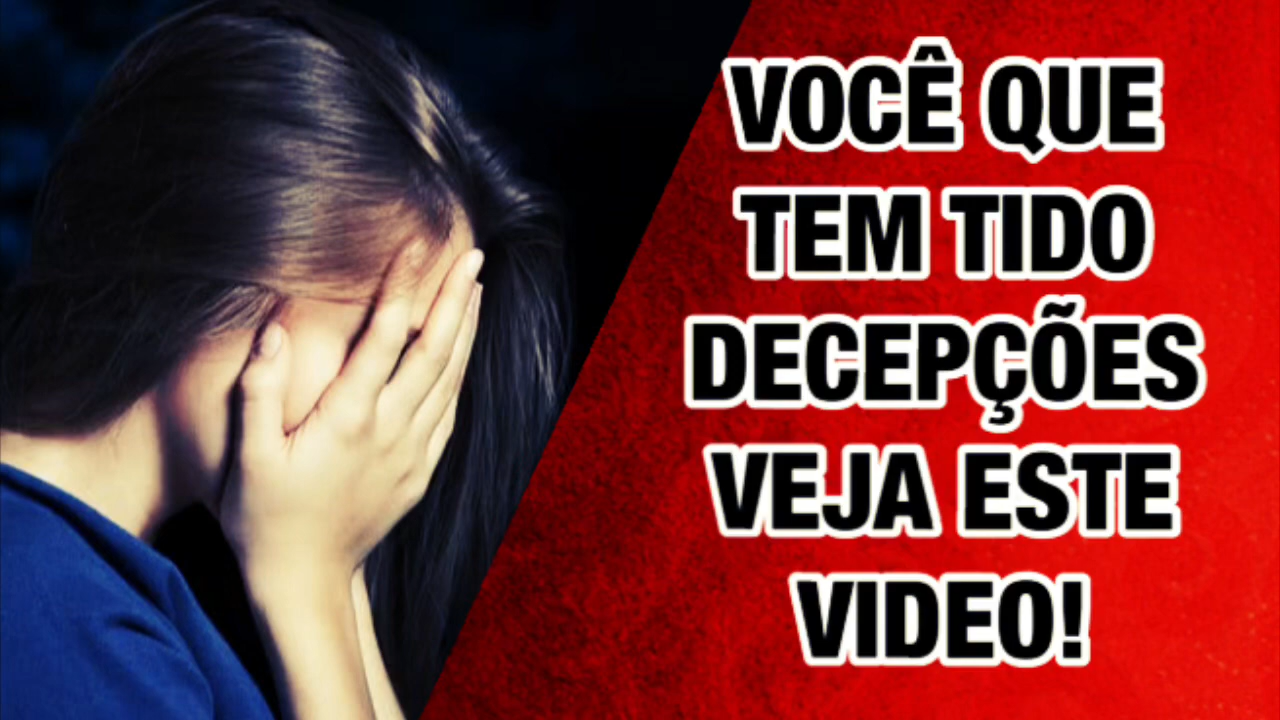 VOCÊ QUE
TEM TIDO
DECEPÇÕES
VEJA ESTE
VIDEO!